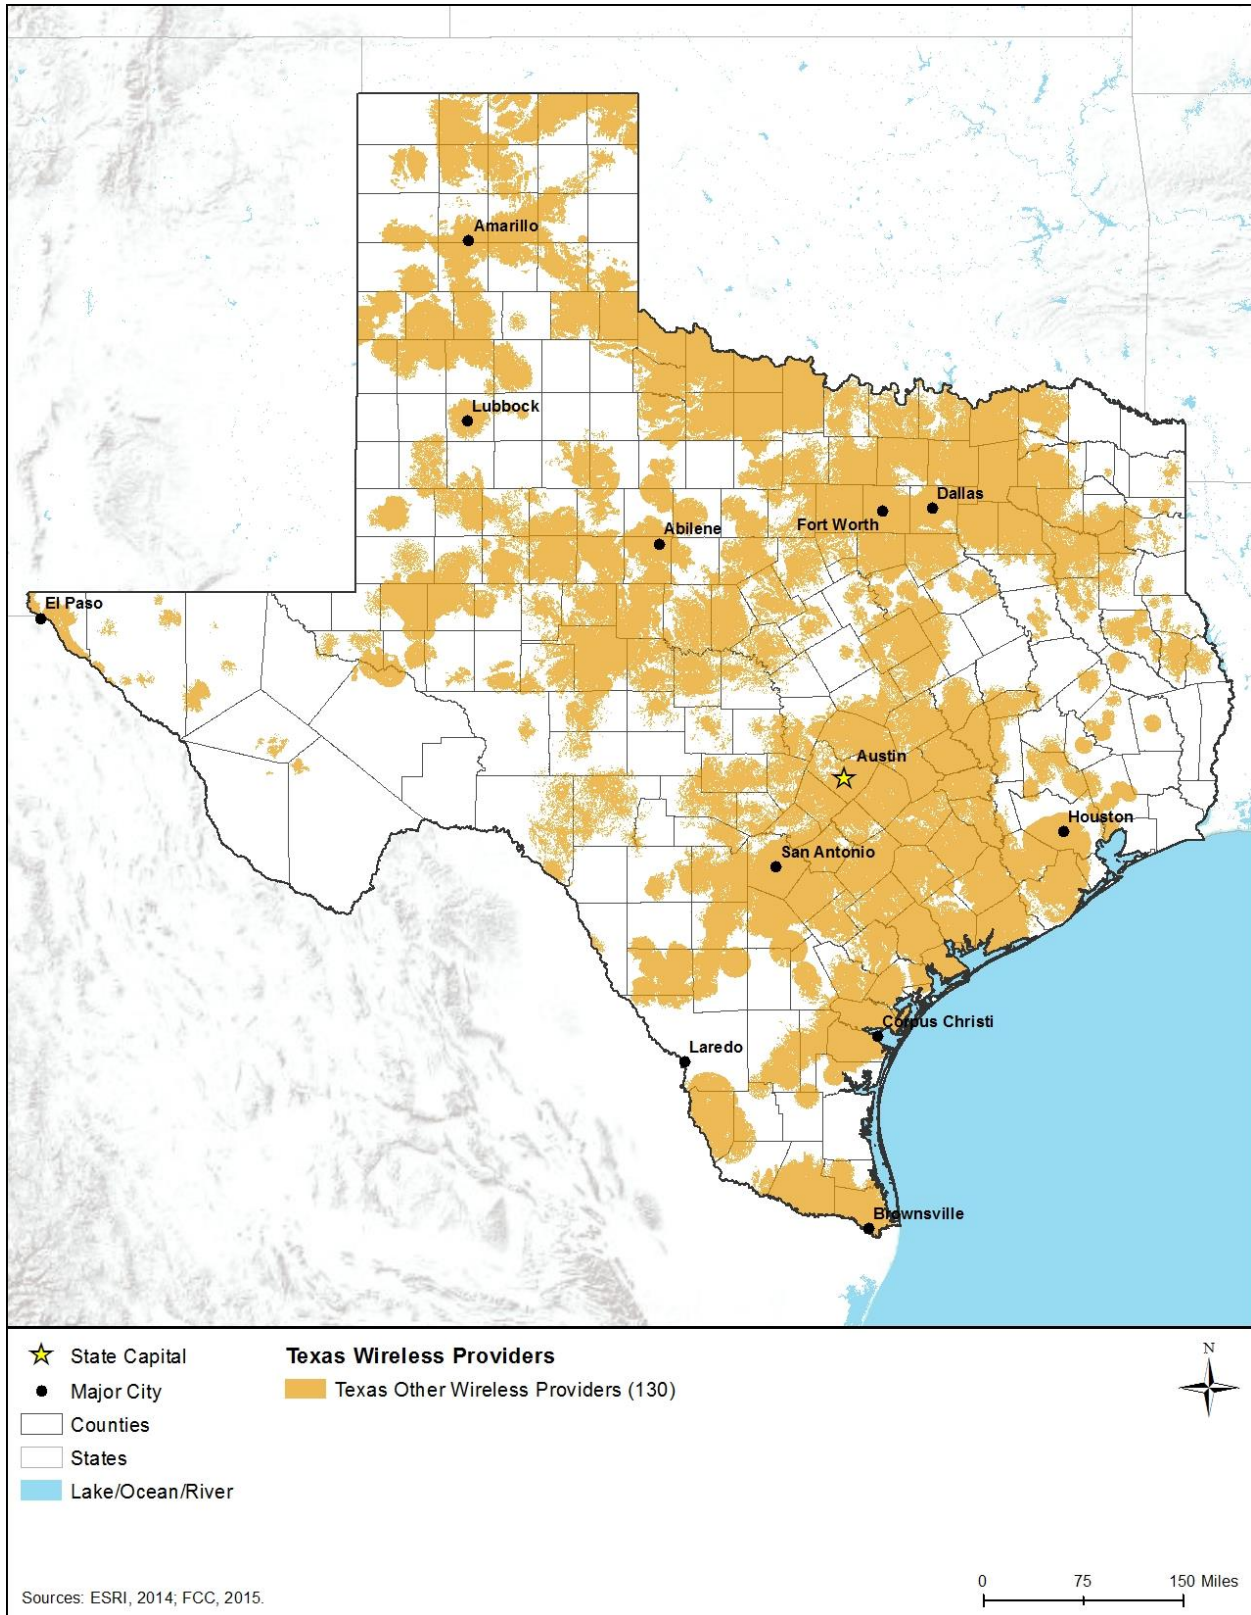 Amarillo
Lubbock
Dallas
Fort Worth
Abilene
El Paso
Austin
Houston
San Antonio
Corpus Christi
Laredo
Brownsville
State Capital
Texas Wireless Providers
N
Major City
Texas Other Wireless Providers (130)
Counties
States
Lake/Ocean/River
0 75 150 Miles
Sources: ESRI, 2014; FCC, 2015.